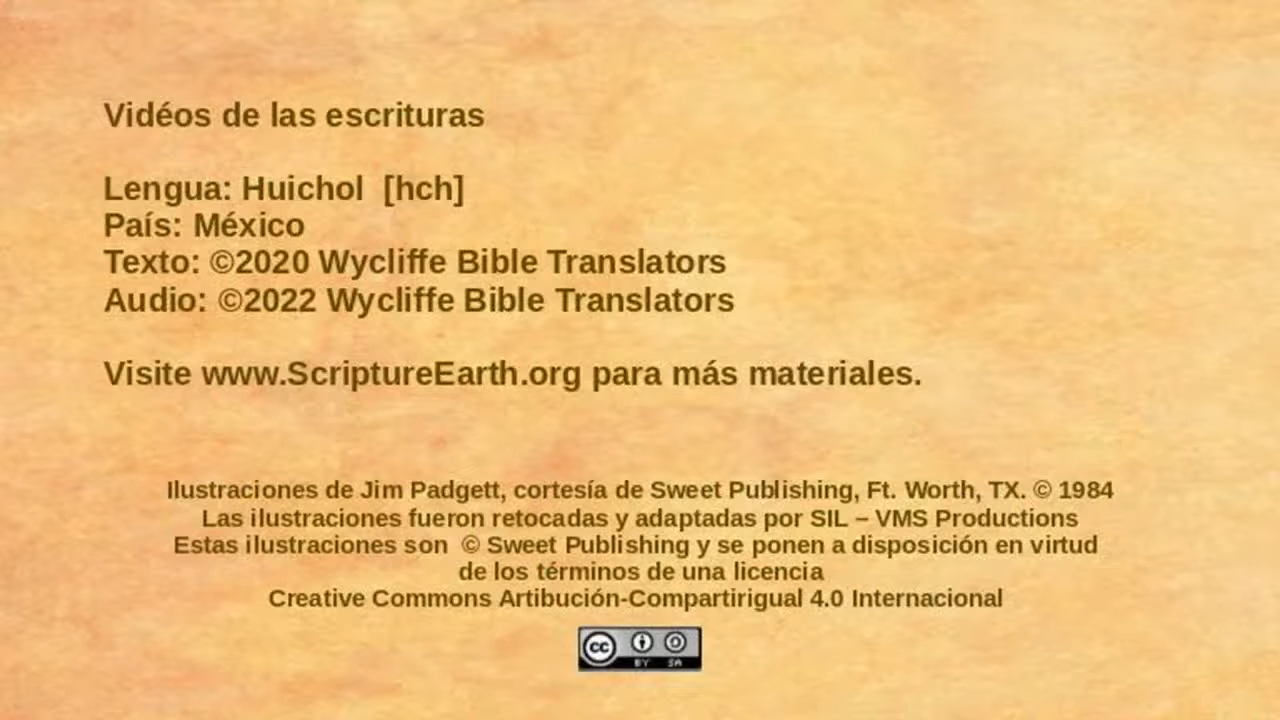 Vidéos de las escrituras
Lengua: Huichol [hch]
País: México
Texto: ©2020 Wycliffe Bible Translators
Audio: ©2022 Wycliffe Bible Translators
Visite www.ScriptureEarth.org para más materiales.
Ilustraciones de Jim Padgett, cortesía de Sweet Publishing, Ft. Worth, TX. © 1984
Las ilustraciones fueron retocadas y adaptadas por SIL – VMS Productions
Estas ilustraciones son © Sweet Publishing y se ponen a disposición en virtud
de los términos de una licencia
Creative Commons Artibución-Compartirigual 4.0 Internacional
cc BY SA